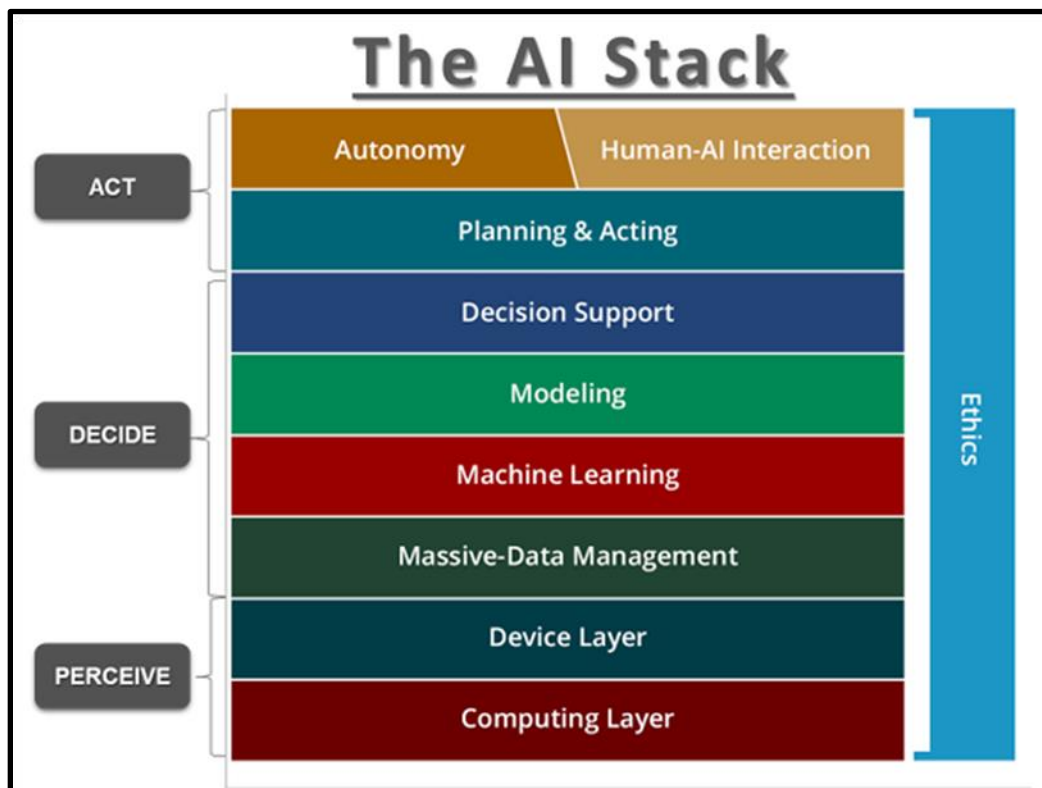 The AI Stack
ACT
Autonomy
Human-AI Interaction
Planning & Acting
DECIDE
Decision Support
Modeling
Machine Learning
Massive-Data Management
PERCEIVE
Device Layer
Computing Layer
Ethics